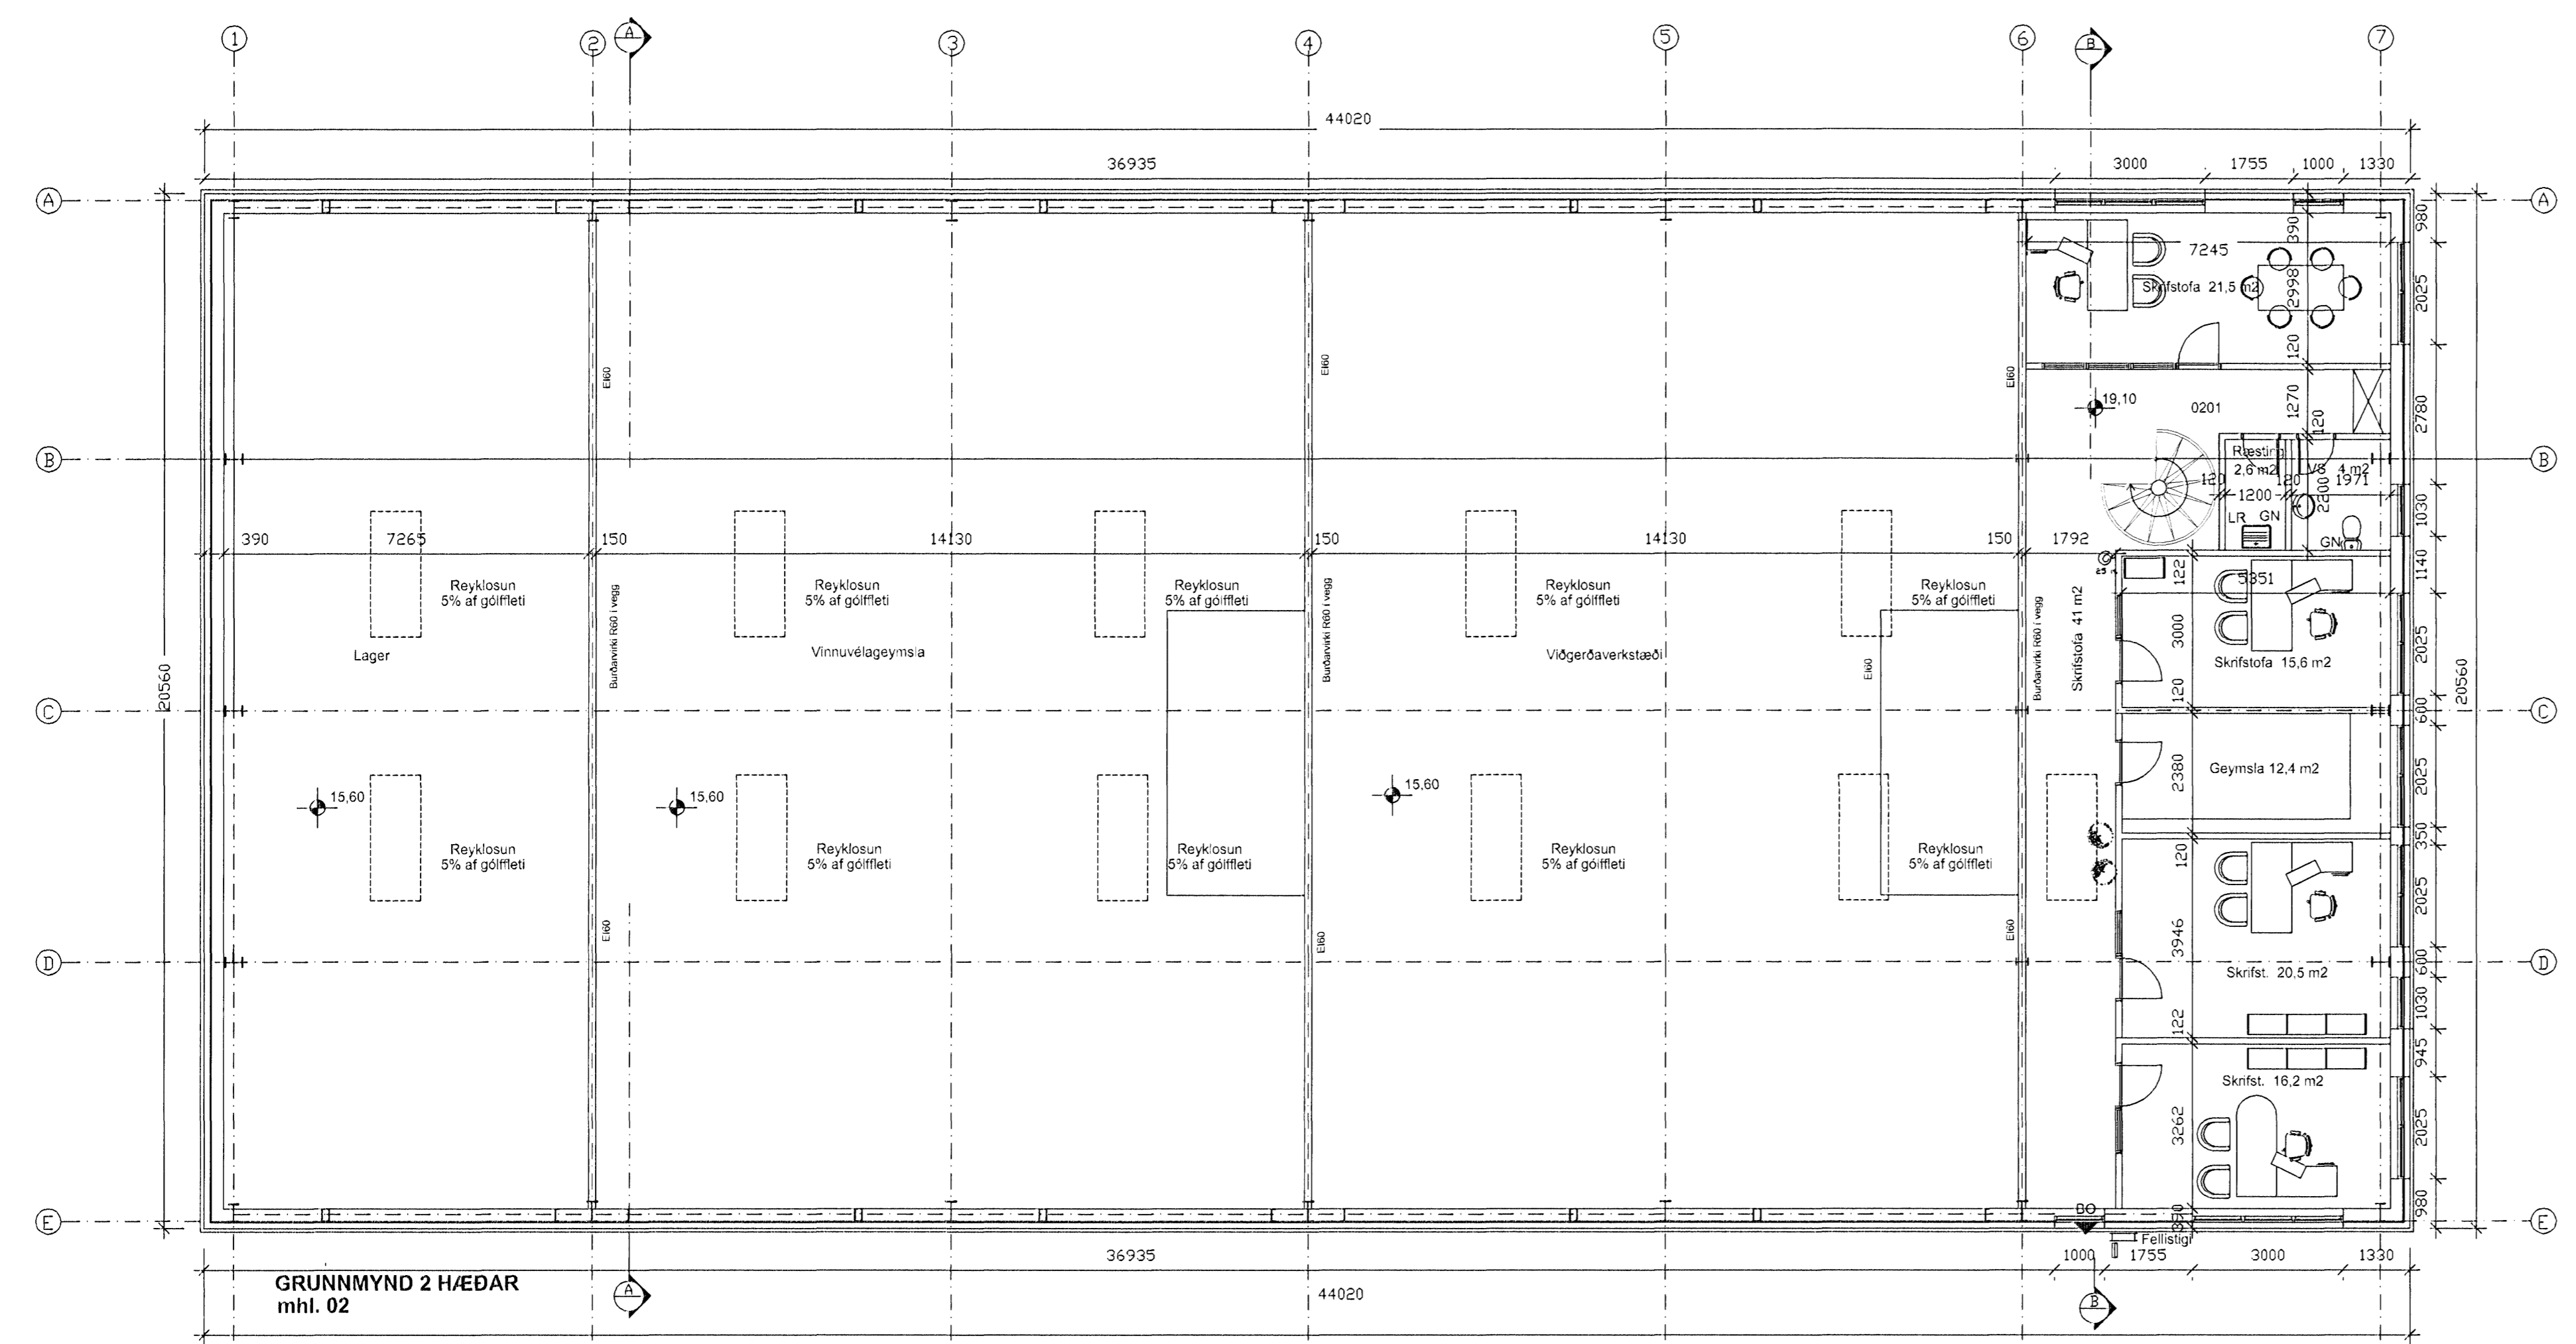 1 2 A 3 4 5 6 B 7
44020
36935 3000 1755 1000 1330
A A
980
390
7245
Skrifstofa 21,5 m2
2998
2025
EI60 EI60 EI60
120
19,10 0201
1270
120
2780
B B
Ræsting
2,6 m2 VS 4 m2
120 1200 120 1971
2200
LR GN
GN
1030
390 7265 150 14130 150 14130 150 1792
1140
122
5351
Reyklosun Reyklosun Reyklosun Reyklosun Reyklosun
5% af gólffleti 5% af gólffleti 5% af gólffleti 5% af gólffleti 5% af gólffleti
Burðarvirki R60 í vegg Burðarvirki R60 í vegg Burðarvirki R60 í vegg
Skrifstofa 41 m2
3000
2025
Lager Vinnuvélageymsla Viðgerðaverkstæði EI60
Skrifstofa 15,6 m2
20560 20560
120
600
C C
Geymsla 12,4 m2
2380
2025
15,60 15,60 15,60
350
120
Reyklosun Reyklosun Reyklosun Reyklosun Reyklosun
5% af gólffleti 5% af gólffleti 5% af gólffleti 5% af gólffleti 5% af gólffleti
2025
EI60 EI60 EI60
3946
D D
600
Skrifst. 20,5 m2
1030
122
945
Skrifst. 16,2 m2
3262
2025
980
390
BO
E E
Fellistigi
36935 1000 1755 3000 1330
GRUNNMYND 2 HÆÐAR
mhl. 02
A 44020 B